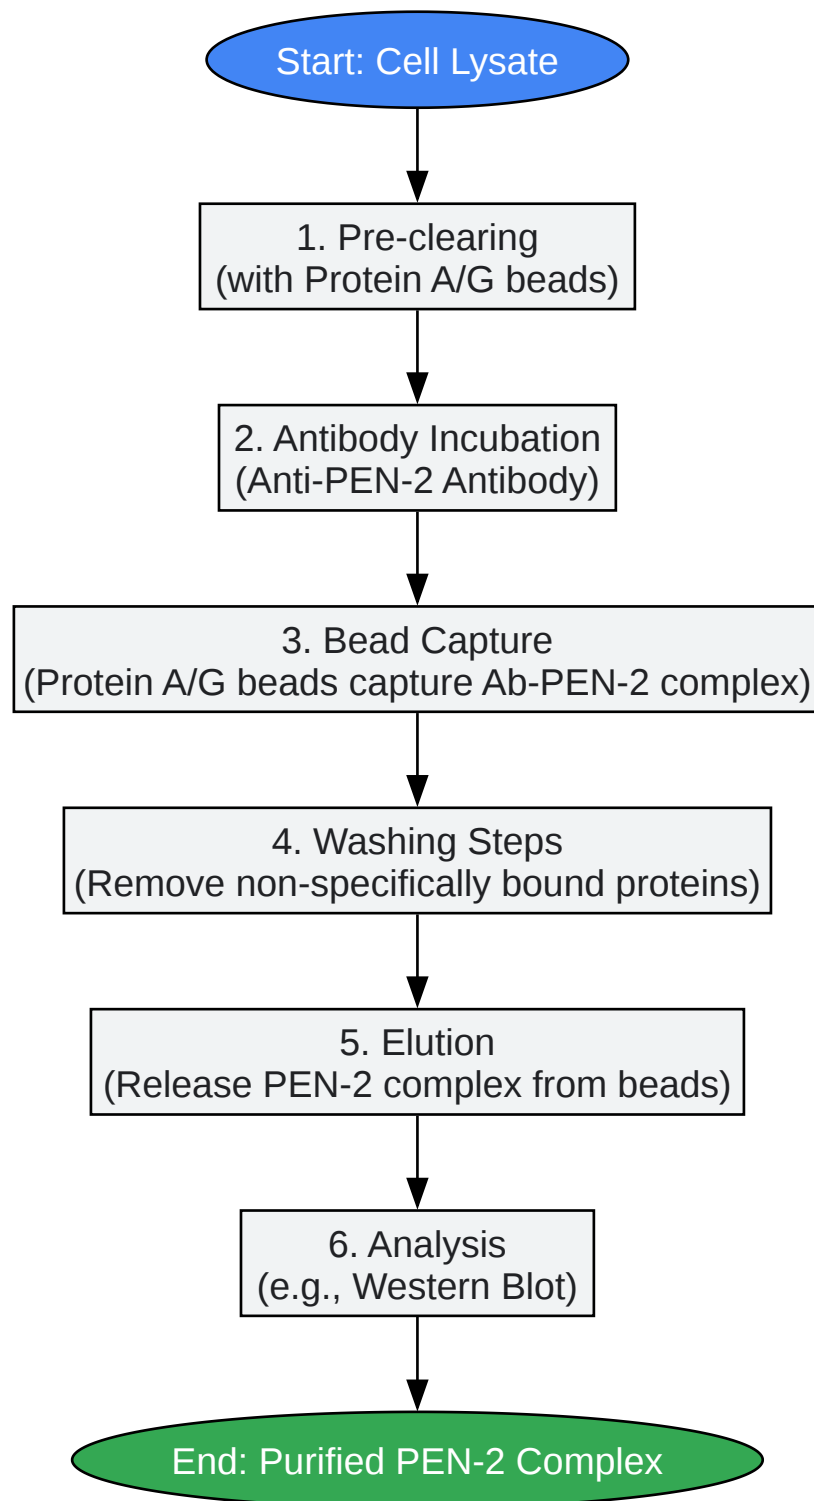 Start: Cell Lysate
1. Pre-clearing
(with Protein A/G beads)
2. Antibody Incubation
(Anti-PEN-2 Antibody)
3. Bead Capture
(Protein A/G beads capture Ab-PEN-2 complex)
4. Washing Steps
(Remove non-specifically bound proteins)
5. Elution
(Release PEN-2 complex from beads)
6. Analysis
(e.g., Western Blot)
End: Purified PEN-2 Complex